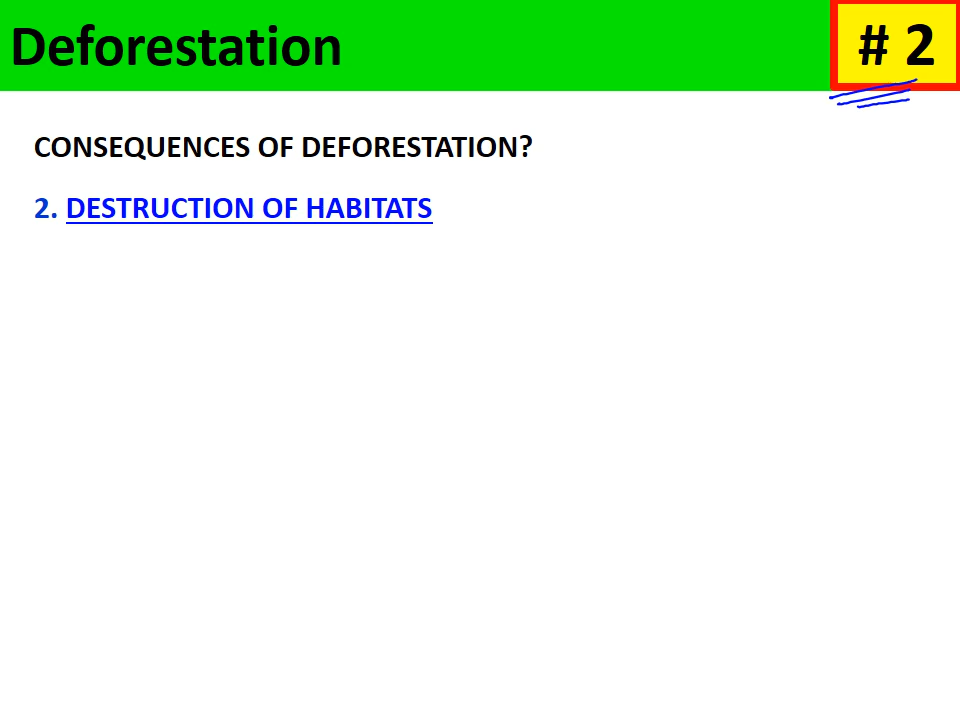 Deforestation
# 2
CONSEQUENCES OF DEFORESTATION?
2. DESTRUCTION OF HABITATS